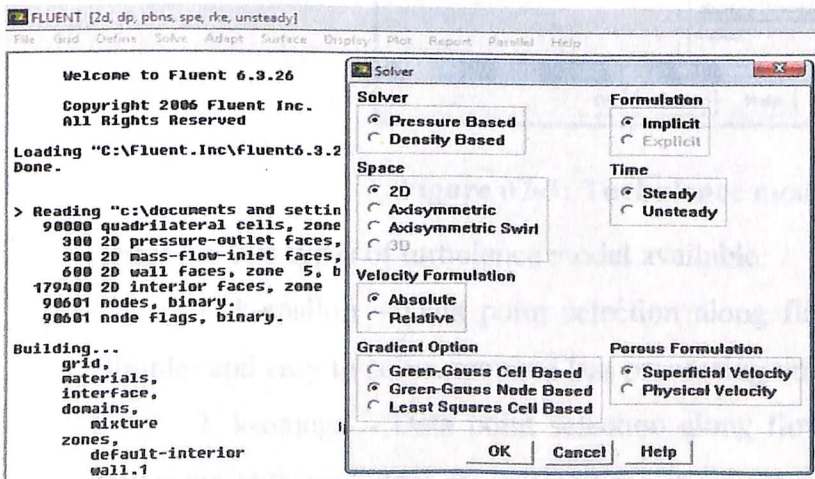 FLUENT [2d, dp, pbns, spe, rke, unsteady]
File Grid Define Solve Adapt Surface Display Plot Report Parallel Help
Welcome to Fluent 6.3.26
Copyright 2006 Fluent Inc.
All Rights Reserved
Loading "C:\Fluent.Inc\fluent6.3.2
Done.
> Reading "c:\documents and settin
90000 quadrilateral cells, zone
300 2D pressure-outlet faces,
300 2D mass-flow-inlet faces,
600 2D wall faces, zone 5, b
179400 2D interior faces, zone
90601 nodes, binary.
90601 node flags, binary.
Building...
grid,
materials,
interface,
domains,
mixture
zones,
default-interior
wall.1
Solver
Solver
Pressure Based
Density Based
Formulation
Implicit
Explicit
Space
2D
Axisymmetric
Axisymmetric Swirl
3D
Time
Steady
Unsteady
Velocity Formulation
Absolute
Relative
Gradient Option
Green-Gauss Cell Based
Green-Gauss Node Based
Least Squares Cell Based
Porous Formulation
Superficial Velocity
Physical Velocity
OK Cancel Help